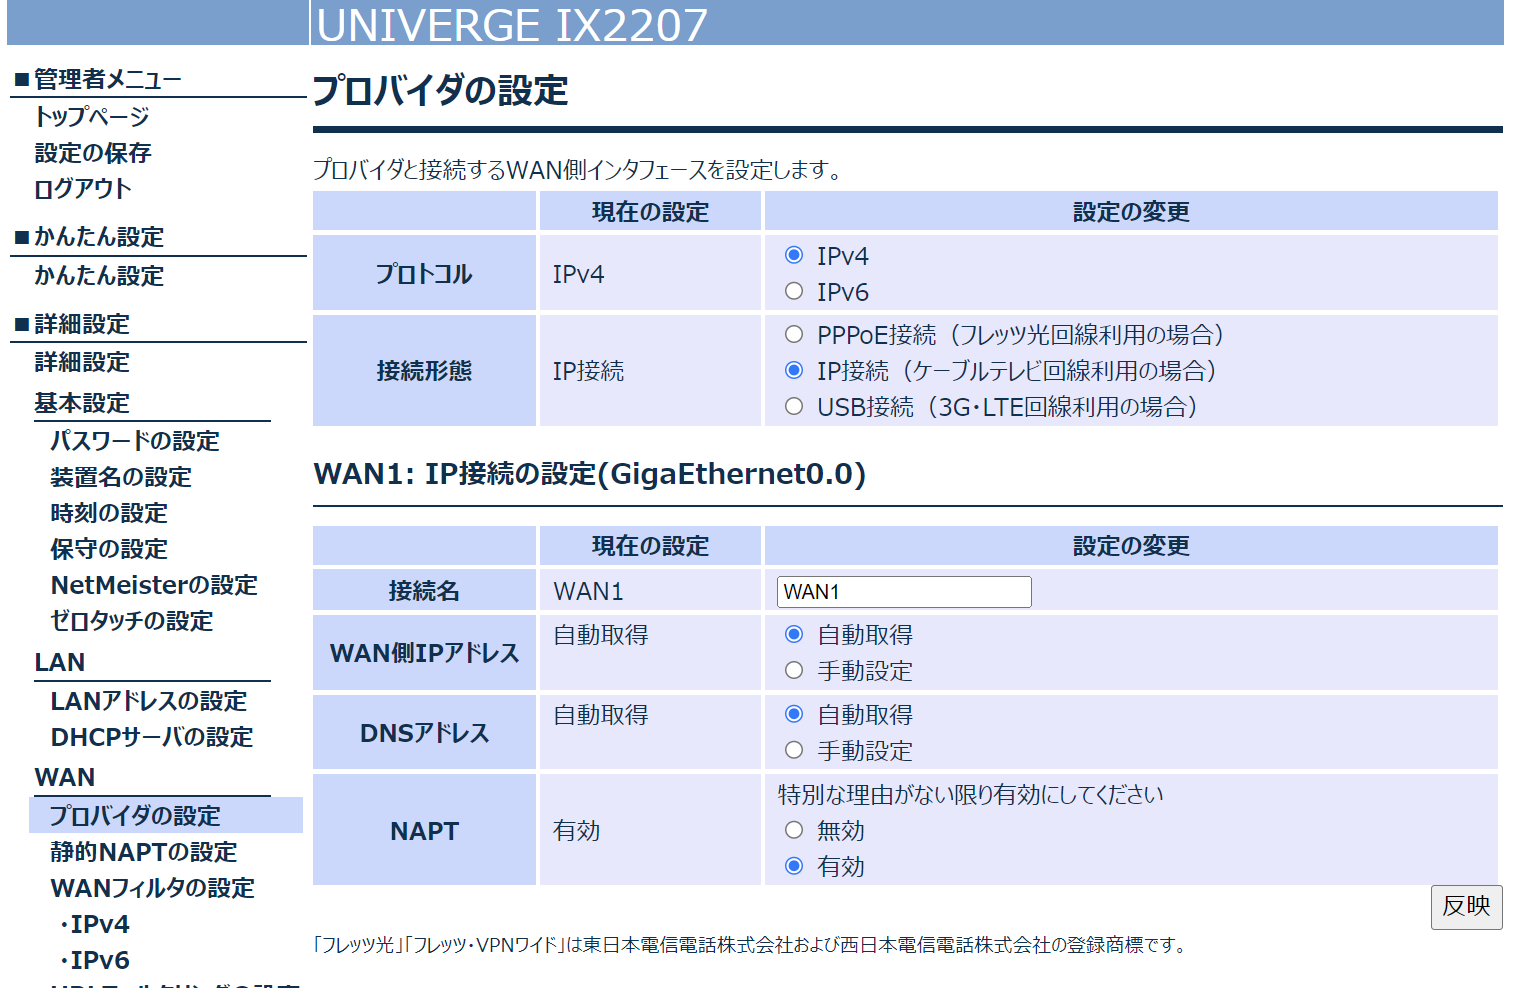 UNIVERGE IX2207
■管理者メニュー
トップページ
設定の保存
ログアウト
■かんたん設定
かんたん設定
■詳細設定
詳細設定
基本設定
パスワードの設定
装置名の設定
時刻の設定
保守の設定
NetMeisterの設定
ゼロタッチの設定
LAN
LANアドレスの設定
DHCPサーバの設定
WAN
プロバイダの設定
静的NAPTの設定
WANフィルタの設定
・IPv4
・IPv6
プロバイダの設定
プロバイダと接続するWAN側インタフェースを設定します。
現在の設定 設定の変更
プロトコル IPv4
IPv4
IPv6
接続形態 IP接続
PPPoE接続（フレッツ光回線利用の場合）
IP接続（ケーブルテレビ回線利用の場合）
USB接続（3G・LTE回線利用の場合）
WAN1: IP接続の設定(GigaEthernet0.0)
現在の設定 設定の変更
接続名 WAN1 WAN1
WAN側IPアドレス 自動取得
自動取得
手動設定
DNSアドレス 自動取得
自動取得
手動設定
NAPT 有効
特別な理由がない限り有効にしてください
無効
有効
反映
「フレッツ光」「フレッツ・VPNワイド」は東日本電信電話株式会社および西日本電信電話株式会社の登録商標です。